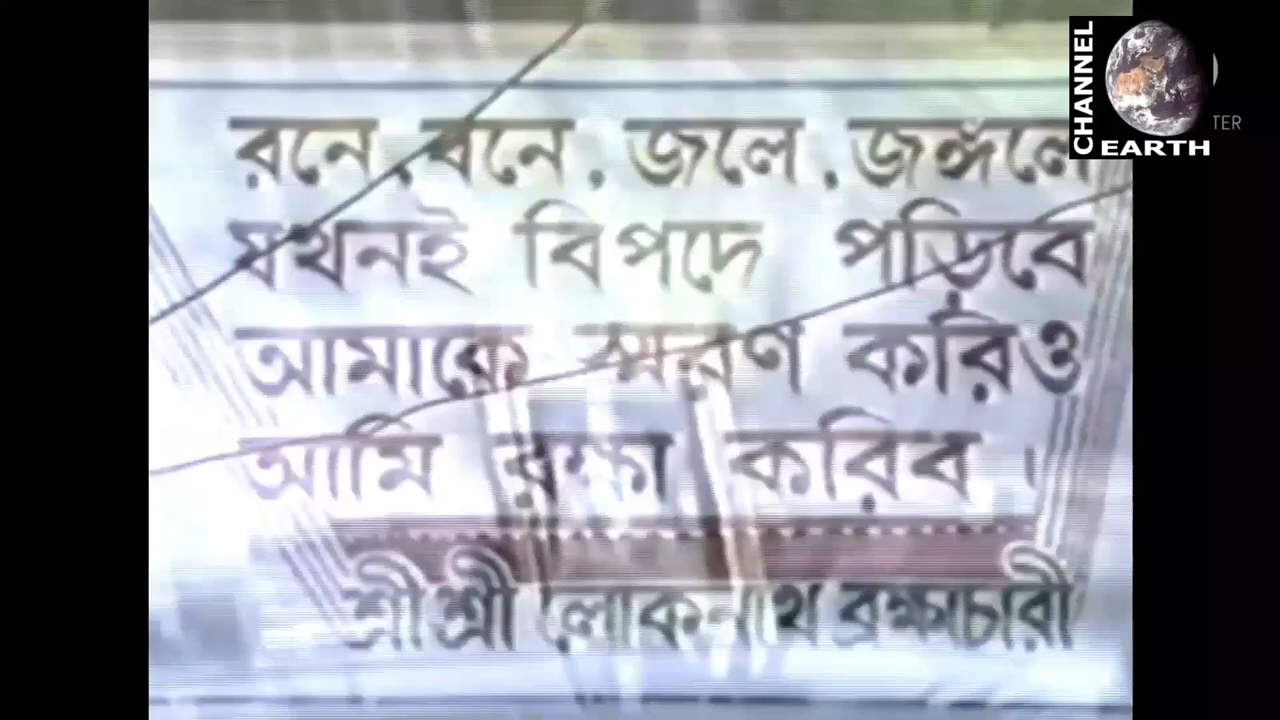 রনে.বনে.জলে.জঙ্গলে
যখনই বিপদে পড়িবে
আমাকে স্মরণ করিও
আমি রক্ষা করিব।
শ্রীশ্রী লোকনাথ ব্রহ্মচারী
CHANNEL
EARTH
TER